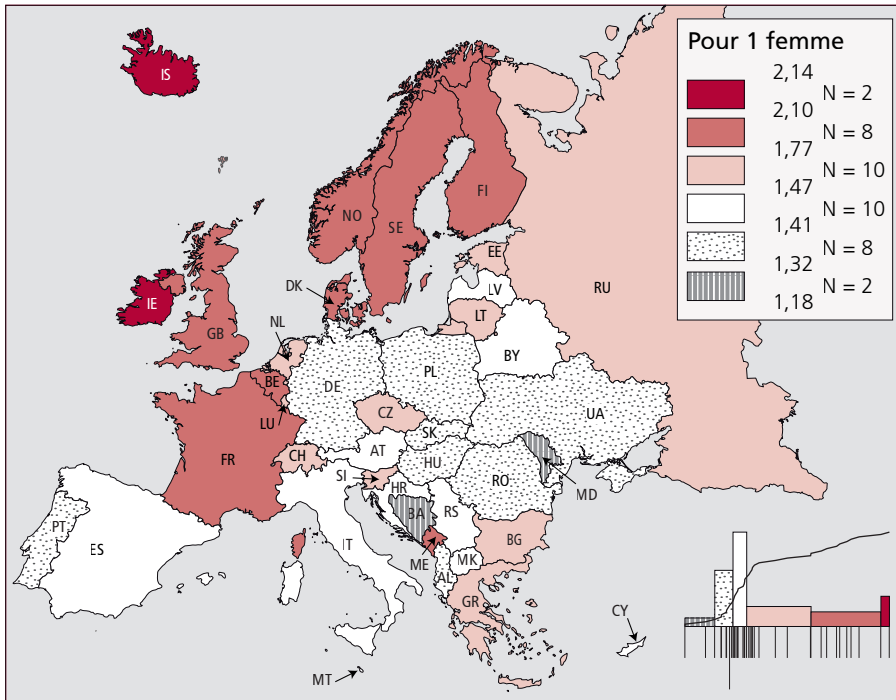 Pour 1 femme
2,14
N = 2
2,10
N = 8
1,77
N = 10
1,47
N = 10
1,41
N = 8
1,32
N = 2
1,18
IS
NO
SE
FI
EE
RU
LV
DK
LT
IE
GB
NL
BY
BE
DE
PL
LU
CZ
UA
SK
FR
CH
AT
HU
SI
RO
MD
HR
PT
ES
BA
RS
IT
BG
ME
MK
AL
GR
CY
MT